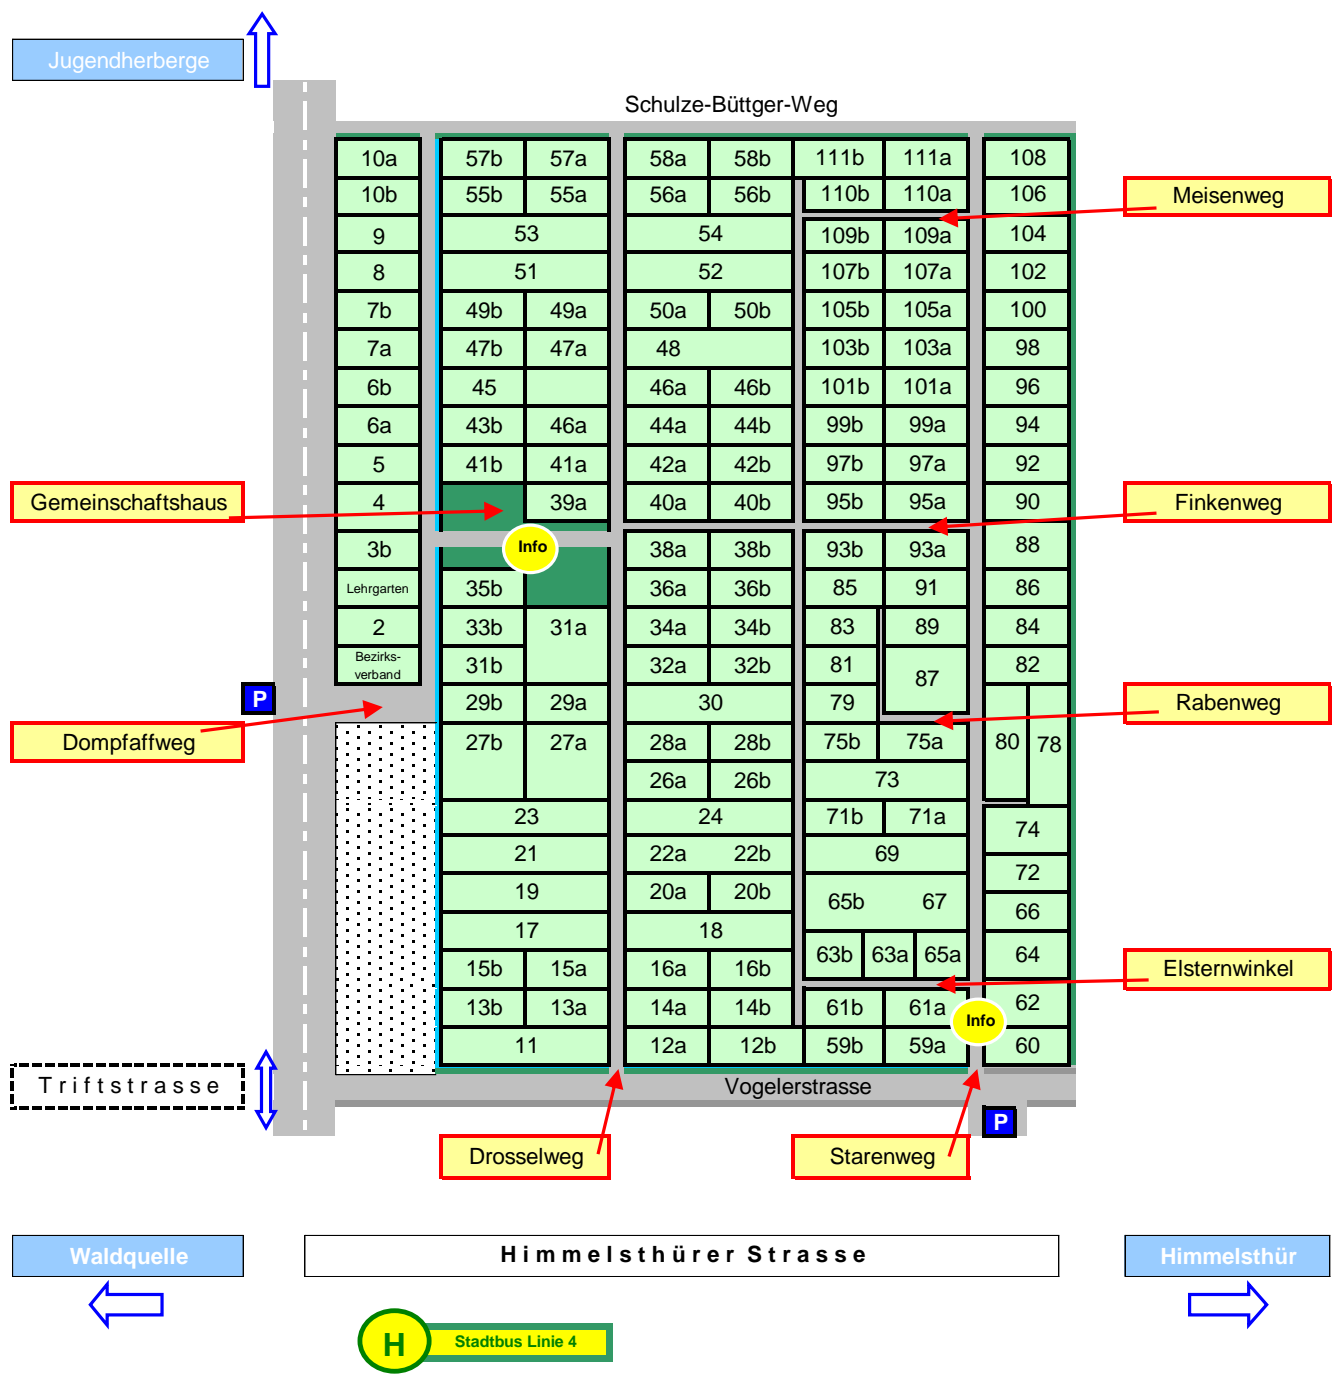 Jugendherberge
Schulze-Büttger-Weg
10a 57b 57a 58a 58b 111b 111a 108
10b 55b 55a 56a 56b 110b 110a 106 Meisenweg
9 53 54 109b 109a 104
8 51 52 107b 107a 102
7b 49b 49a 50a 50b 105b 105a 100
7a 47b 47a 48 103b 103a 98
6b 45 46a 46b 101b 101a 96
6a 43b 46a 44a 44b 99b 99a 94
5 41b 41a 42a 42b 97b 97a 92
Gemeinschaftshaus 4 39a 40a 40b 95b 95a 90 Finkenweg
3b Info 38a 38b 93b 93a 88
Lehrgarten 35b 36a 36b 85 91 86
2 33b 31a 34a 34b 83 89 84
Bezirks-
verband 31b 32a 32b 81 87 82
P 29b 29a 30 79 Rabenweg
Dompfaffweg 27b 27a 28a 28b 75b 75a 80 78
26a 26b 73
23 24 71b 71a 74
21 22a 22b 69 72
19 20a 20b 65b 67 66
17 18
15b 15a 16a 16b 63b 63a 65a 64 Elsternwinkel
13b 13a 14a 14b 61b 61a Info 62
11 12a 12b 59b 59a 60
Triftstrasse Vogelerstrasse
P
Drosselweg Starenweg
Waldquelle Himmelsthürer Strasse Himmelsthür
H Stadtbus Linie 4